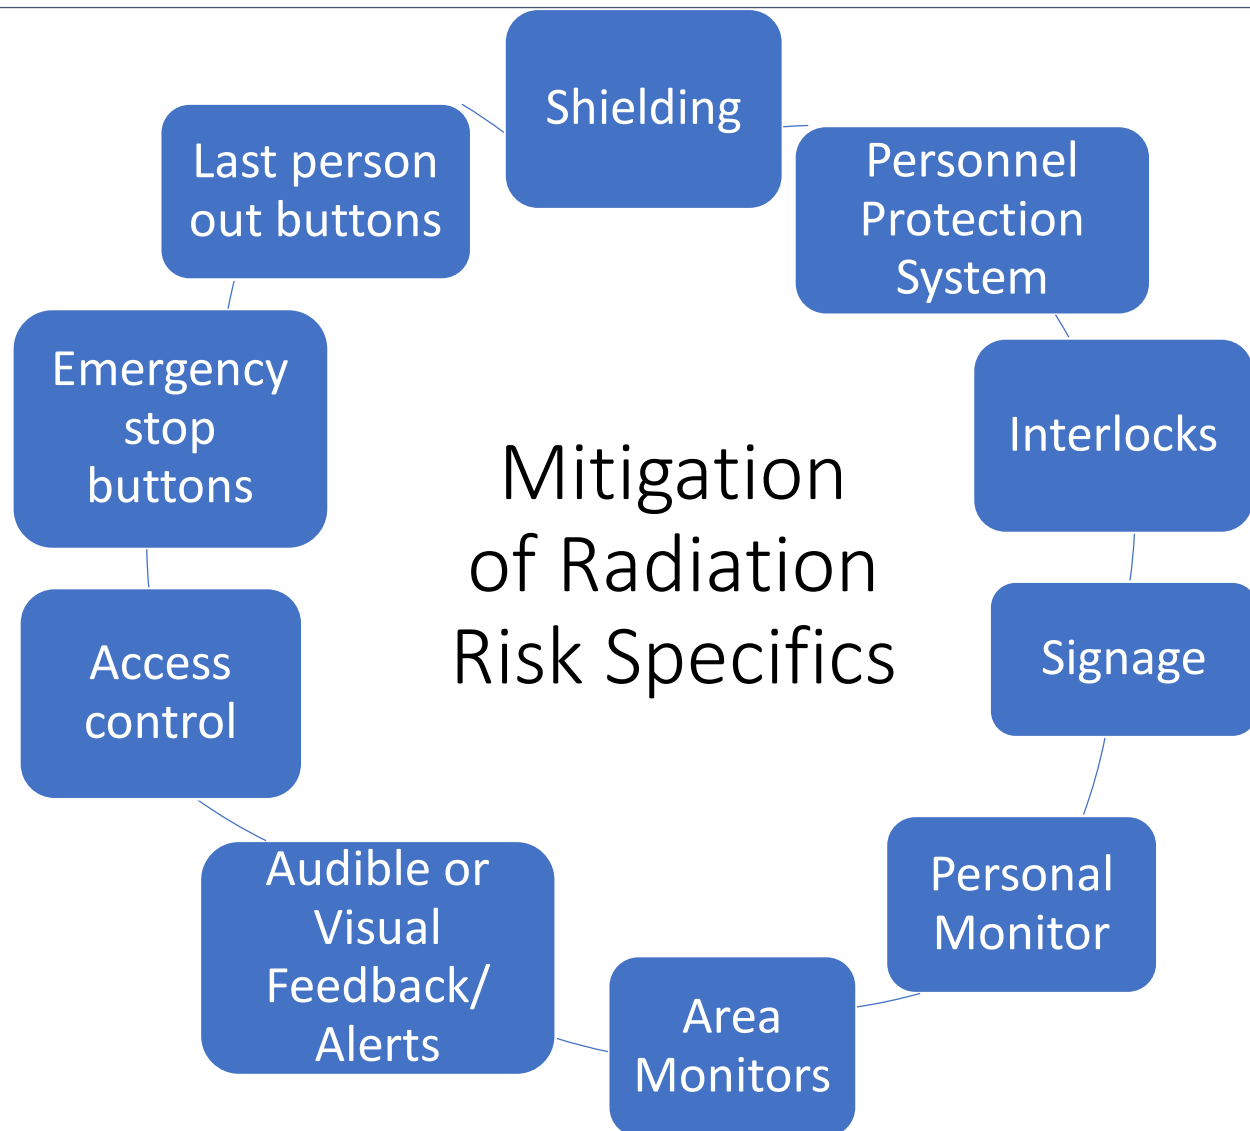 Shielding
Personnel
Protection
System
Interlocks
Signage
Personal
Monitor
Area
Monitors
Audible or
Visual
Feedback/
Alerts
Access
control
Emergency
stop
buttons
Last person
out buttons
Mitigation
of Radiation
Risk Specifics